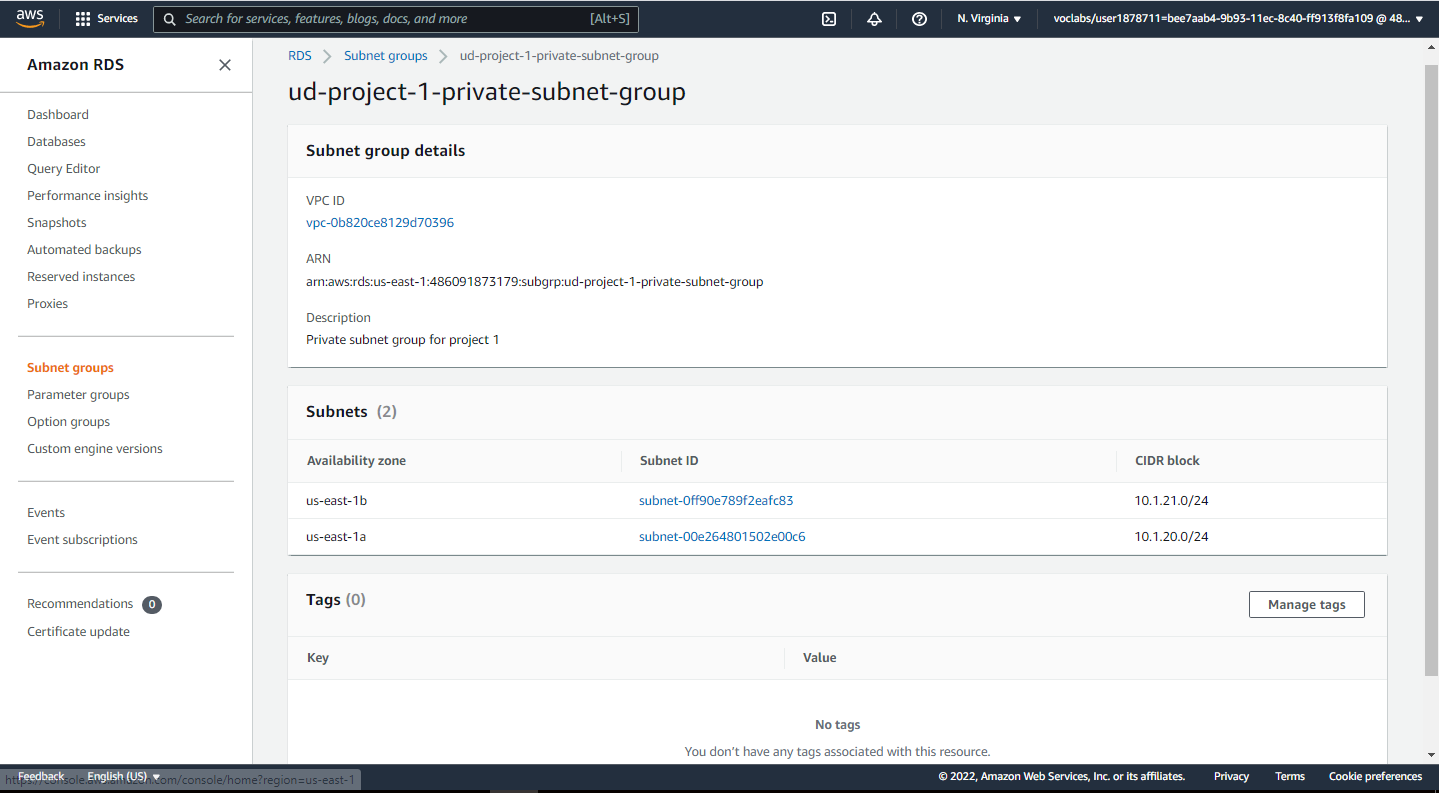 aws Services Search for services, features, blogs, docs, and more [Alt+S] N. Virginia ▼ voclabs/user1878711=bee7aab4-9b93-11ec-8c40-ff913f8fa109 @ 48... ▼
Amazon RDS
Dashboard
Databases
Query Editor
Performance insights
Snapshots
Automated backups
Reserved instances
Proxies
Subnet groups
Parameter groups
Option groups
Custom engine versions
Events
Event subscriptions
Recommendations 0
Certificate update
RDS > Subnet groups > ud-project-1-private-subnet-group
ud-project-1-private-subnet-group
Subnet group details
VPC ID
vpc-0b820ce8129d70396
ARN
arn:aws:rds:us-east-1:486091873179:subgrp:ud-project-1-private-subnet-group
Description
Private subnet group for project 1
Subnets (2)
Availability zone Subnet ID CIDR block
us-east-1b subnet-0ff90e789f2eafc83 10.1.21.0/24
us-east-1a subnet-00e264801502e00c6 10.1.20.0/24
Tags (0) Manage tags
Key Value
No tags
You don't have any tags associated with this resource.
Feedback English (US) ▼ © 2022, Amazon Web Services, Inc. or its affiliates. Privacy Terms Cookie preferences
https://console.aws.amazon.com/console/home?region=us-east-1